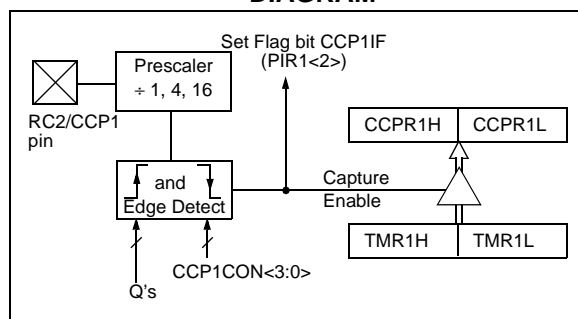 DIAGRAM
Set Flag bit CCP1IF
(PIR1<2>)
Prescaler
÷ 1, 4, 16
RC2/CCP1
pin
CCPR1H
CCPR1L
and
Edge Detect
Capture
Enable
TMR1H
TMR1L
CCP1CON<3:0>
Q's